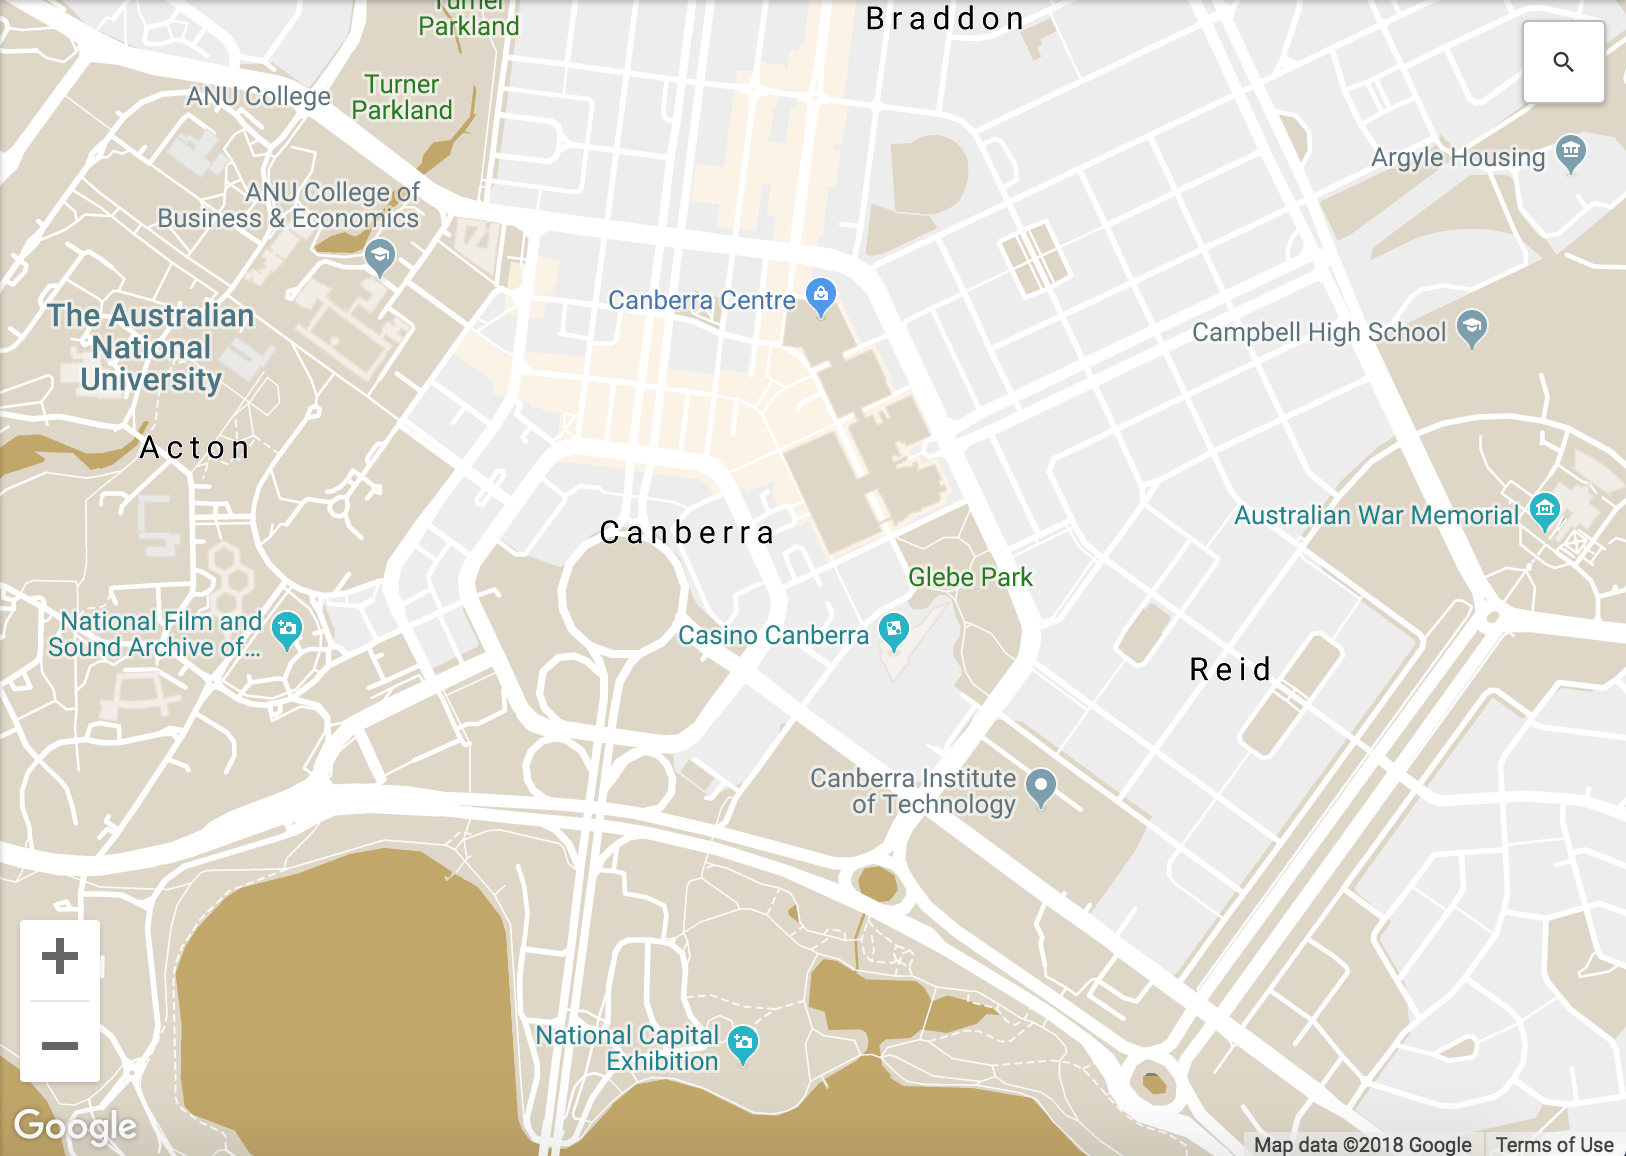 Turner
Parkland
Braddon
Turner
Parkland
ANU College
Argyle Housing
ANU College of
Business & Economics
Canberra Centre
The Australian
National
University
Campbell High School
Acton
Australian War Memorial
Canberra
Glebe Park
National Film and
Sound Archive of...
Casino Canberra
Reid
Canberra Institute
of Technology
National Capital
Exhibition
Google
Map data ©2018 Google
Terms of Use